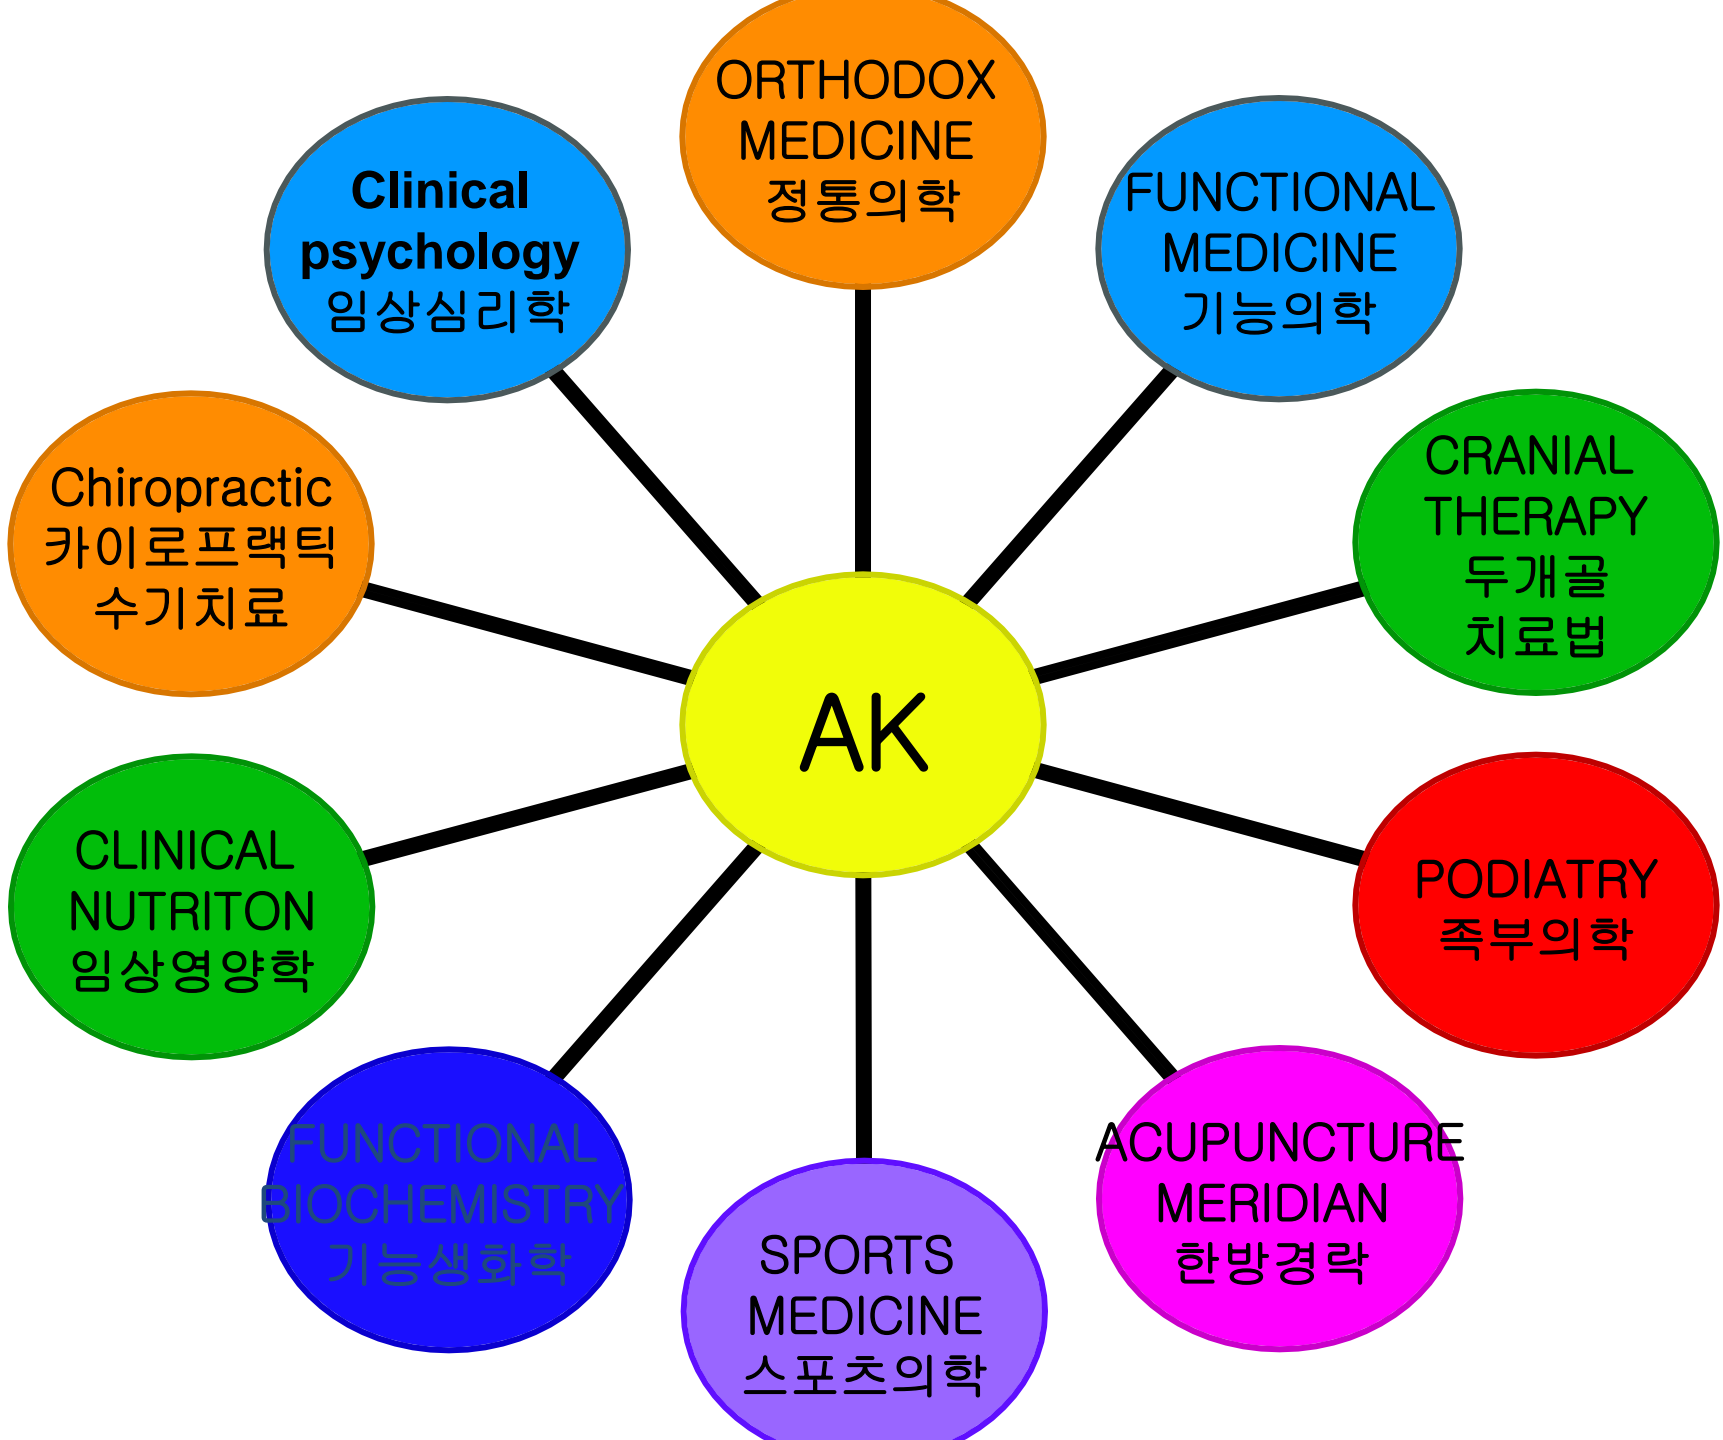 ORTHODOX
MEDICINE
정통의학
FUNCTIONAL
MEDICINE
기능의학
CRANIAL
THERAPY
두개골
치료법
PODIATRY
족부의학
ACUPUNCTURE
MERIDIAN
한방경락
SPORTS
MEDICINE
스포츠의학
FUNCTIONAL
BIOCHEMISTRY
기능생화학
CLINICAL
NUTRITON
임상영양학
Chiropractic
카이로프랙틱
수기치료
Clinical
psychology
임상심리학
AK